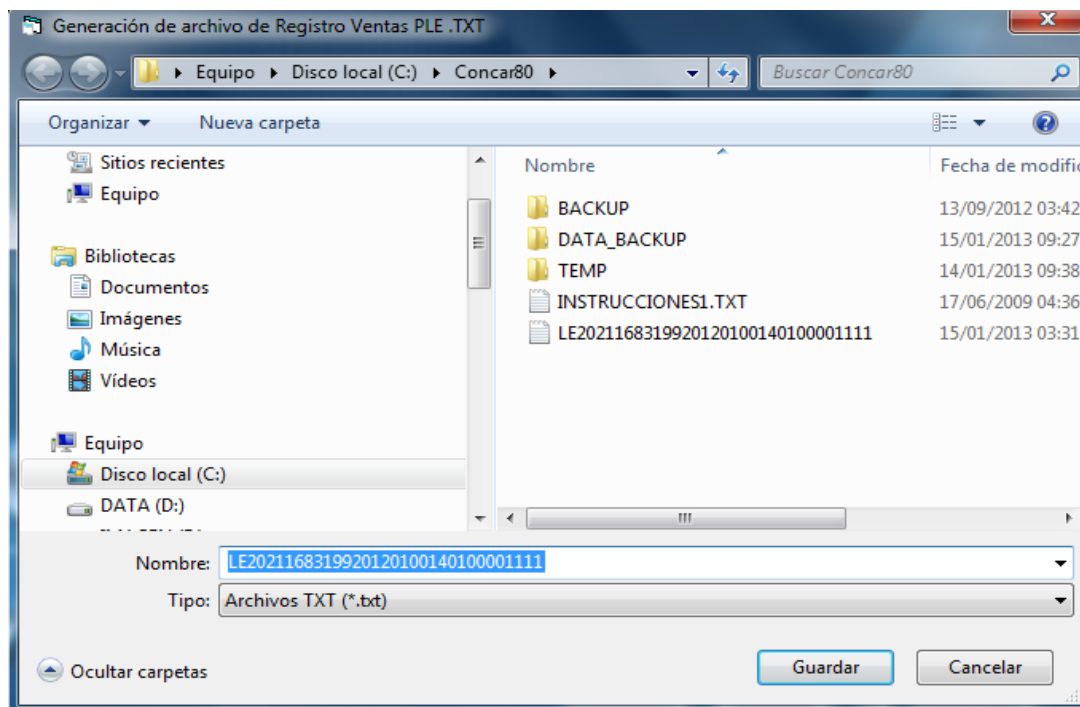 Generación de archivo de Registro Ventas PLE .TXT
Equipo Disco local (C:) Concar80 Buscar Concar80
Organizar Nueva carpeta
Sitios recientes
Equipo
Bibliotecas
Documentos
Imágenes
Música
Vídeos
Equipo
Disco local (C:)
DATA (D:)
Nombre Fecha de modific
BACKUP 13/09/2012 03:42
DATA_BACKUP 15/01/2013 09:27
TEMP 14/01/2013 09:38
INSTRUCCIONES1.TXT 17/06/2009 04:36
LE2021168319920120100140100001111 15/01/2013 03:31
Nombre: LE2021168319920120100140100001111
Tipo: Archivos TXT (*.txt)
Ocultar carpetas Guardar Cancelar